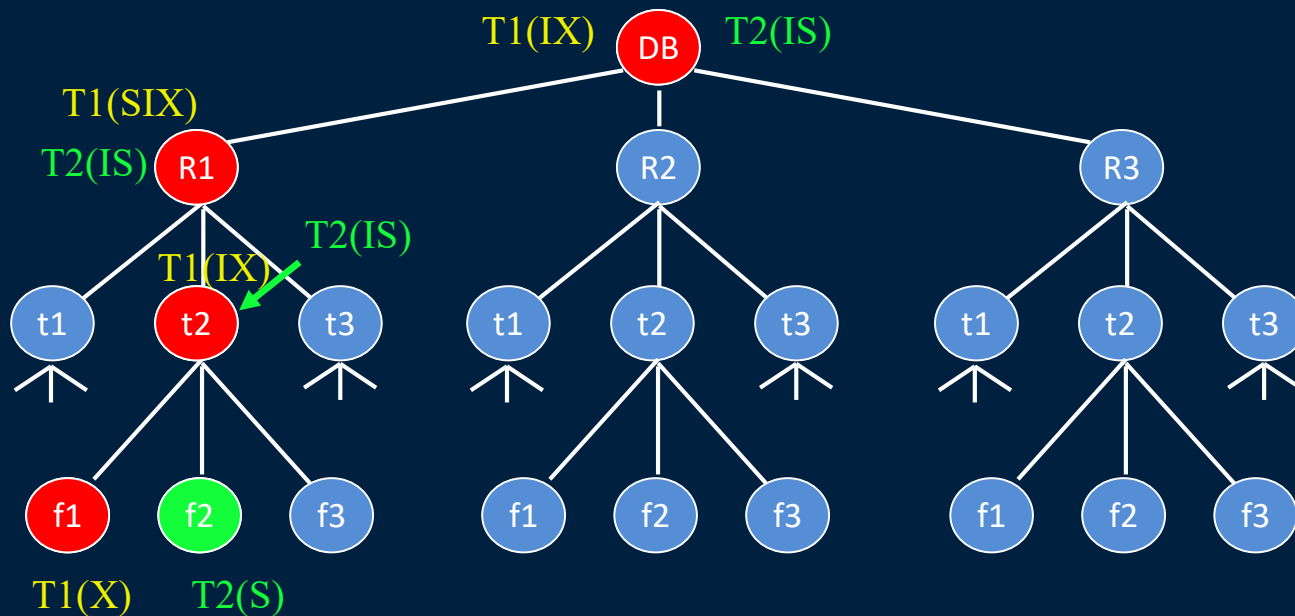 T1(IX) DB T2(IS)
T1(SIX)
T2(IS) R1 R2 R3
T2(IS)
T1(IX)
t1 t2 t3 t1 t2 t3 t1 t2 t3
f1 f2 f3 f1 f2 f3 f1 f2 f3
T1(X) T2(S)